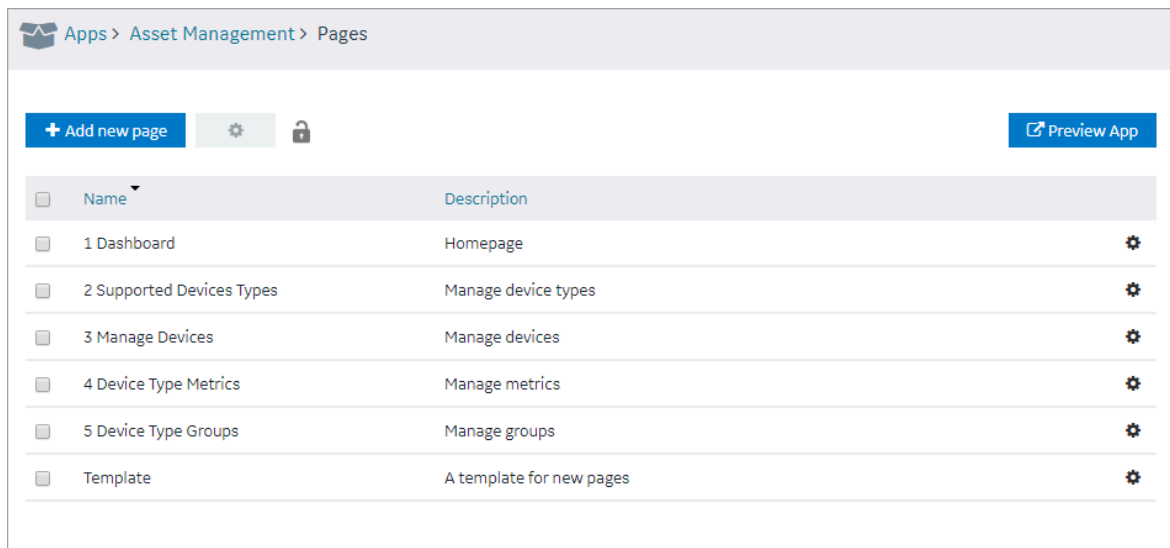 Apps > Asset Management > Pages
Add new page
Preview App
Name Description
1 Dashboard Homepage
2 Supported Devices Types Manage device types
3 Manage Devices Manage devices
4 Device Type Metrics Manage metrics
5 Device Type Groups Manage groups
Template A template for new pages